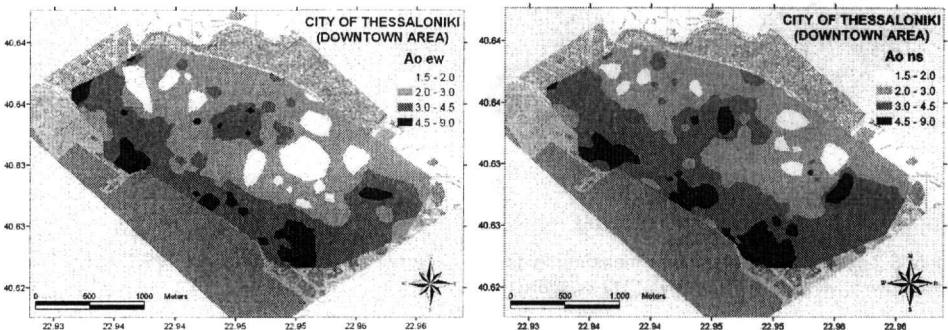 CITY OF THESSALONIKI
(DOWNTOWN AREA)
Ao ew
1.5 - 2.0
2.0 - 3.0
3.0 - 4.5
4.5 - 9.0
40.64
40.64
40.63
40.63
40.62
0 500 1000 Meters
22.93 22.94 22.94 22.95 22.95 22.96 22.96
CITY OF THESSALONIKI
(DOWNTOWN AREA)
Ao ns
1.5 - 2.0
2.0 - 3.0
3.0 - 4.5
4.5 - 9.0
40.64
40.64
40.63
40.63
40.62
0 500 1.000 Meters
22.93 22.94 22.94 22.95 22.95 22.96 22.96